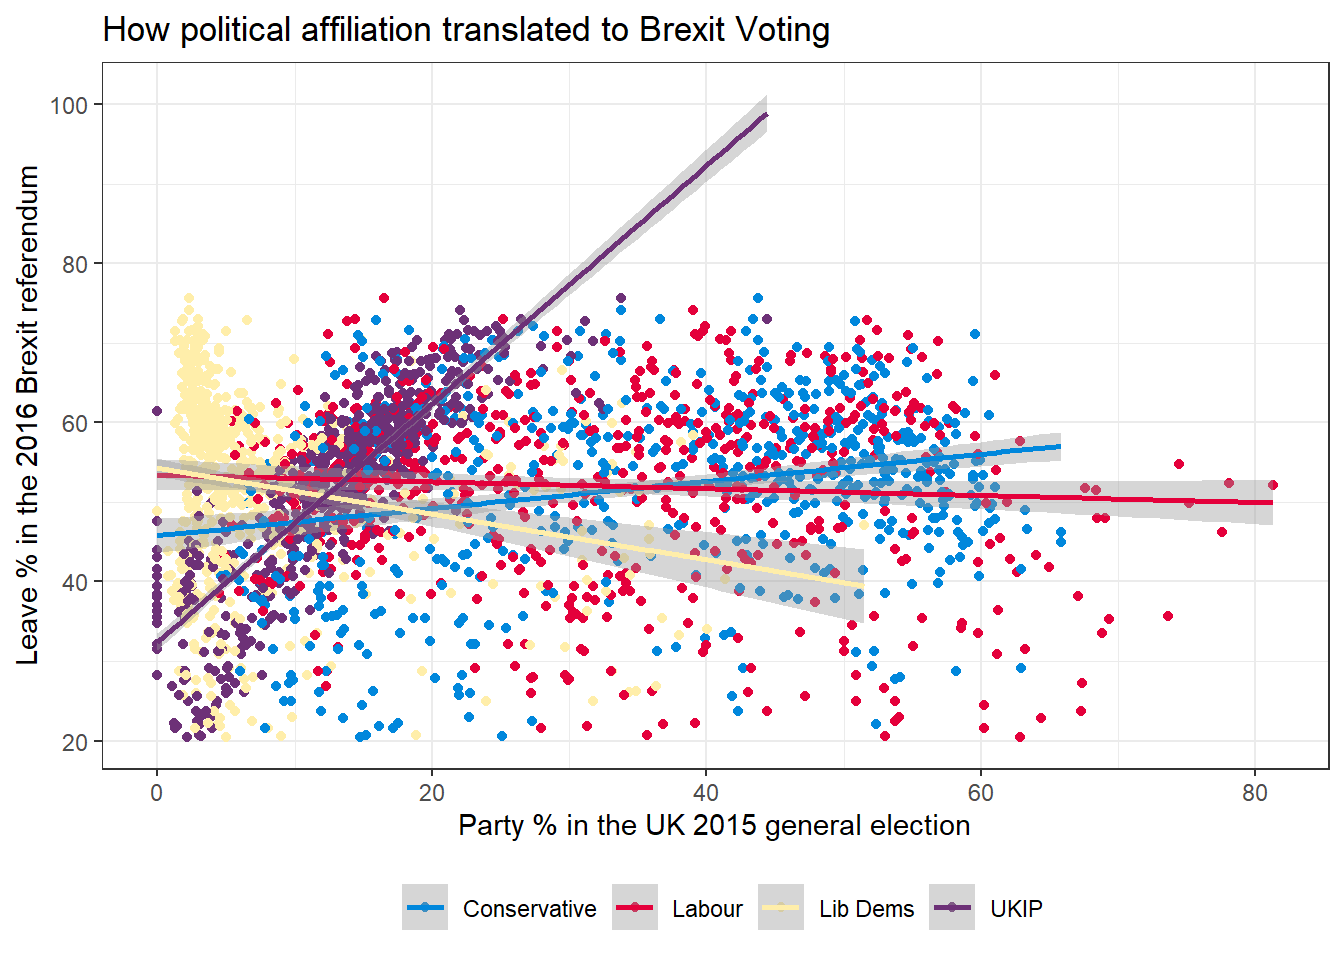 How political affiliation translated to Brexit Voting
Leave % in the 2016 Brexit referendum
100
80
60
40
20
0 20 40 60 80
Party % in the UK 2015 general election
Conservative Labour Lib Dems UKIP